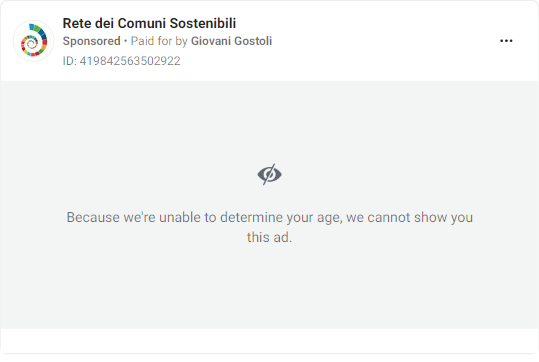 Rete dei Comuni Sostenibili
Sponsored • Paid for by Giovani Gostoli
ID: 419842563502922
Because we're unable to determine your age, we cannot show you
this ad.